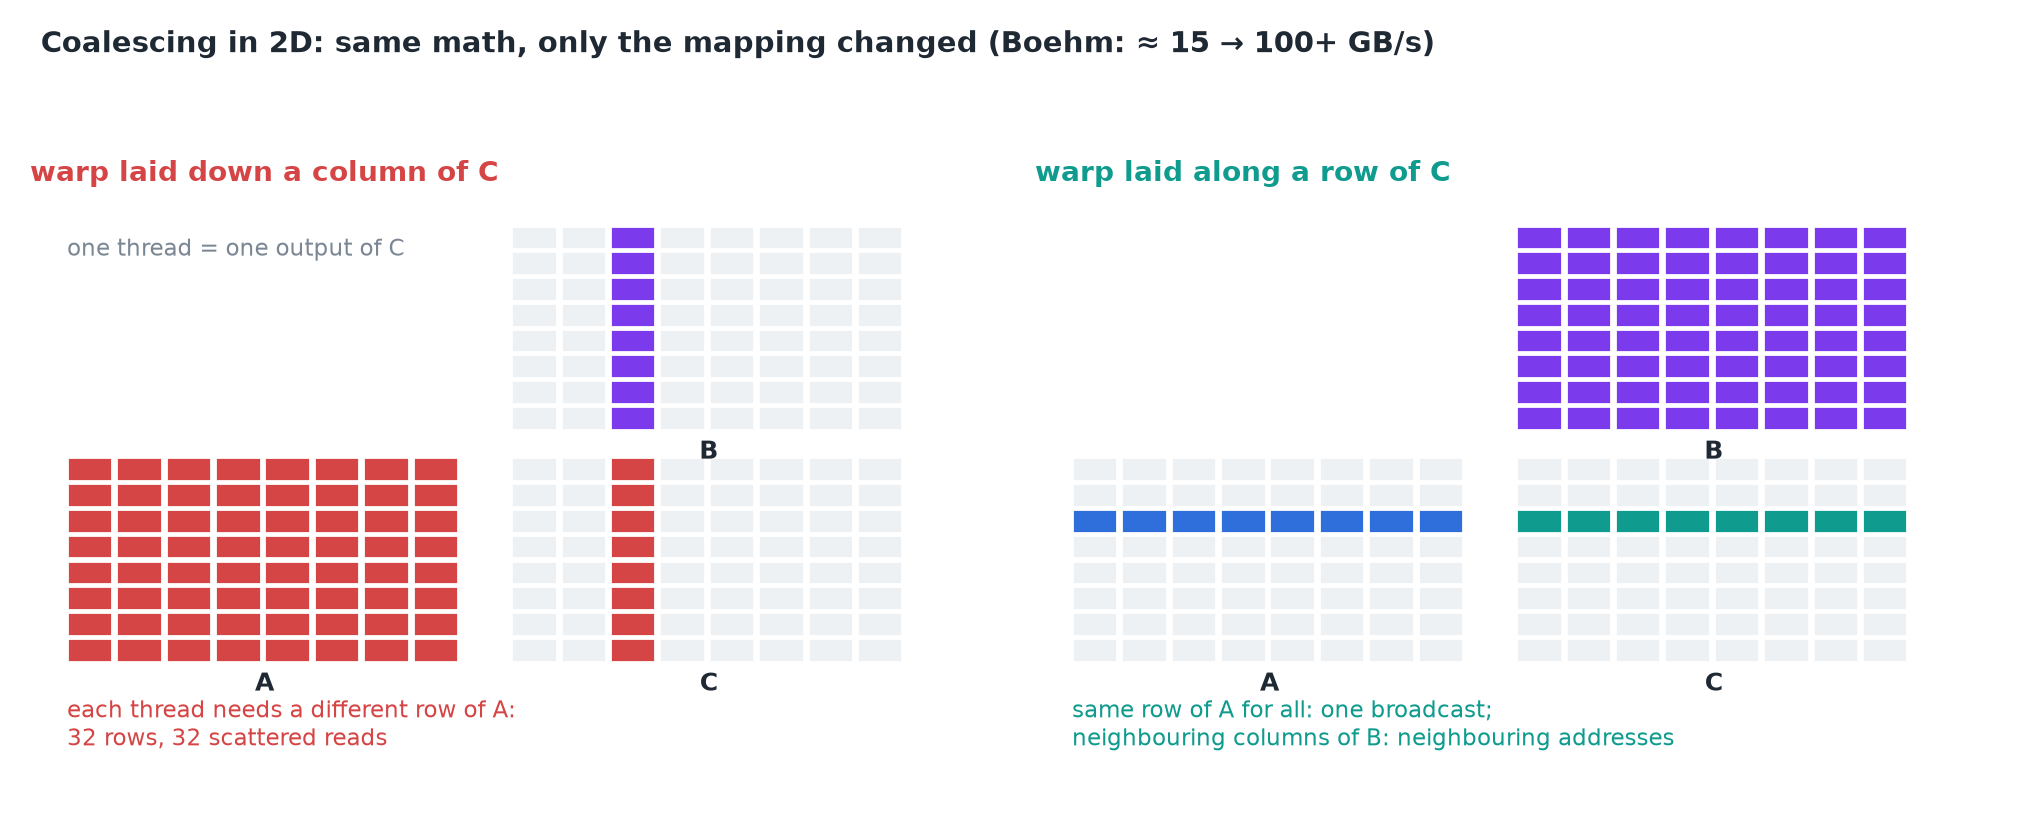 Coalescing in 2D: same math, only the mapping changed (Boehm: ≈ 15 → 100+ GB/s)
warp laid down a column of C
one thread = one output of C
B
A
C
each thread needs a different row of A:
32 rows, 32 scattered reads
warp laid along a row of C
B
A
C
same row of A for all: one broadcast;
neighbouring columns of B: neighbouring addresses